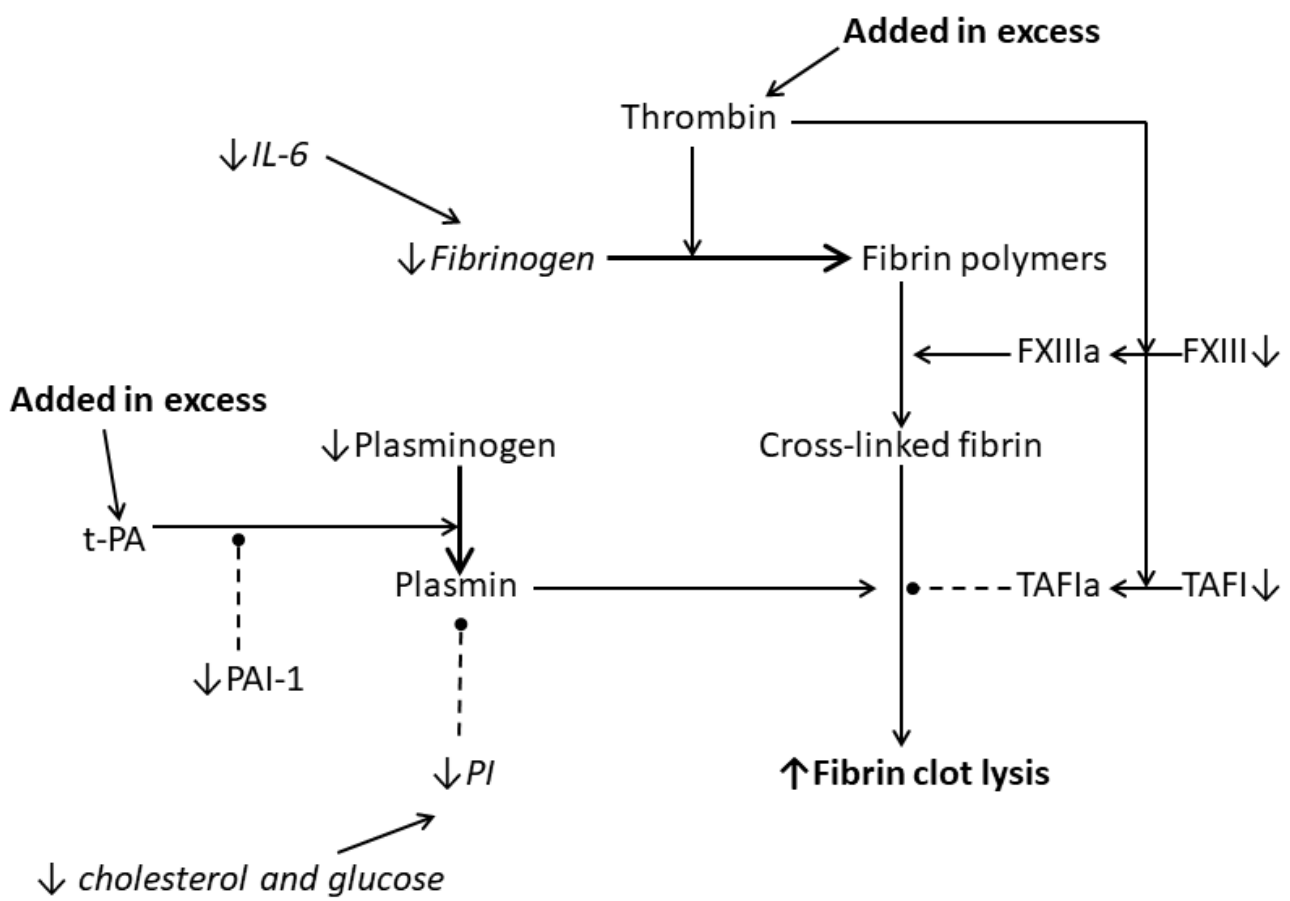 Added in excess
Thrombin
↓IL-6
↓Fibrinogen
Fibrin polymers
FXIIIa
FXIII↓
Added in excess
↓Plasminogen
Cross-linked fibrin
t-PA
Plasmin
TAFIa
TAFI↓
↓PAI-1
↓PI
↑Fibrin clot lysis
↓ cholesterol and glucose